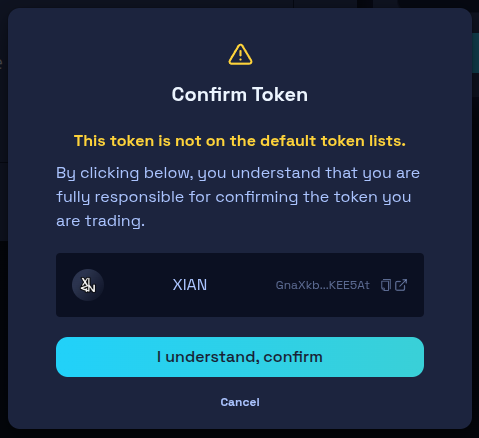 Confirm Token
This token is not on the default token lists.
By clicking below, you understand that you are
fully responsible for confirming the token you
are trading.
XIAN GnaXkb...KEE5At
I understand, confirm
Cancel